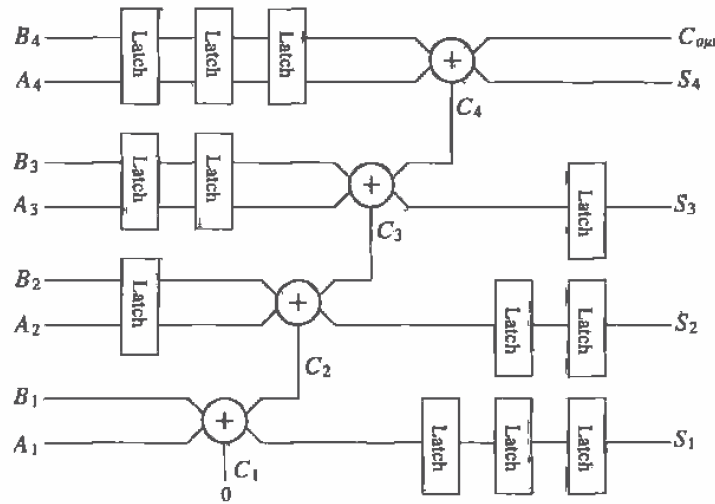 B4 Latch Latch Latch + Cout
A4 S4
C4
B3 Latch Latch +
A3 Latch S3
C3
B2 Latch +
A2 Latch Latch S2
C2
B1 +
A1 Latch Latch Latch S1
C1
0